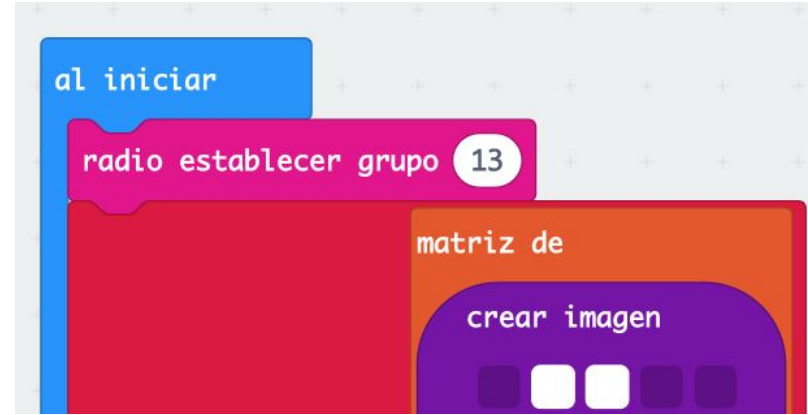 al iniciar
radio establecer grupo 13
matriz de
crear imagen